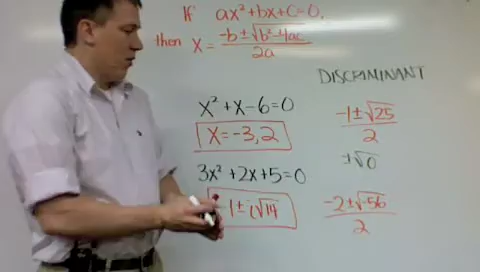 If ax²+bx+c=0,
then x = (-b±√(b²-4ac))/2a
DISCRIMINANT
x²+x-6=0
x=-3,2
(-1±√25)/2
±√0
3x²+2x+5=0
-1±i√14
(-2±√-56)/2